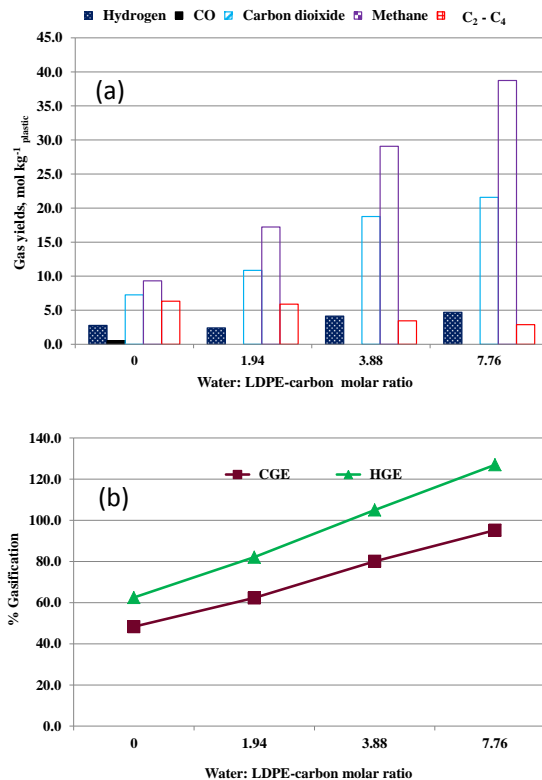 Hydrogen CO Carbon dioixide Methane C₂ - C₄
45.0
(a)
40.0
35.0
30.0
25.0
20.0
15.0
10.0
5.0
0.0
Gas yields, mol kg⁻¹ plastic
0 1.94 3.88 7.76
Water: LDPE-carbon molar ratio
140.0
120.0
CGE HGE
(b)
100.0
80.0
60.0
40.0
20.0
0.0
% Gasification
0 1.94 3.88 7.76
Water: LDPE-carbon molar ratio